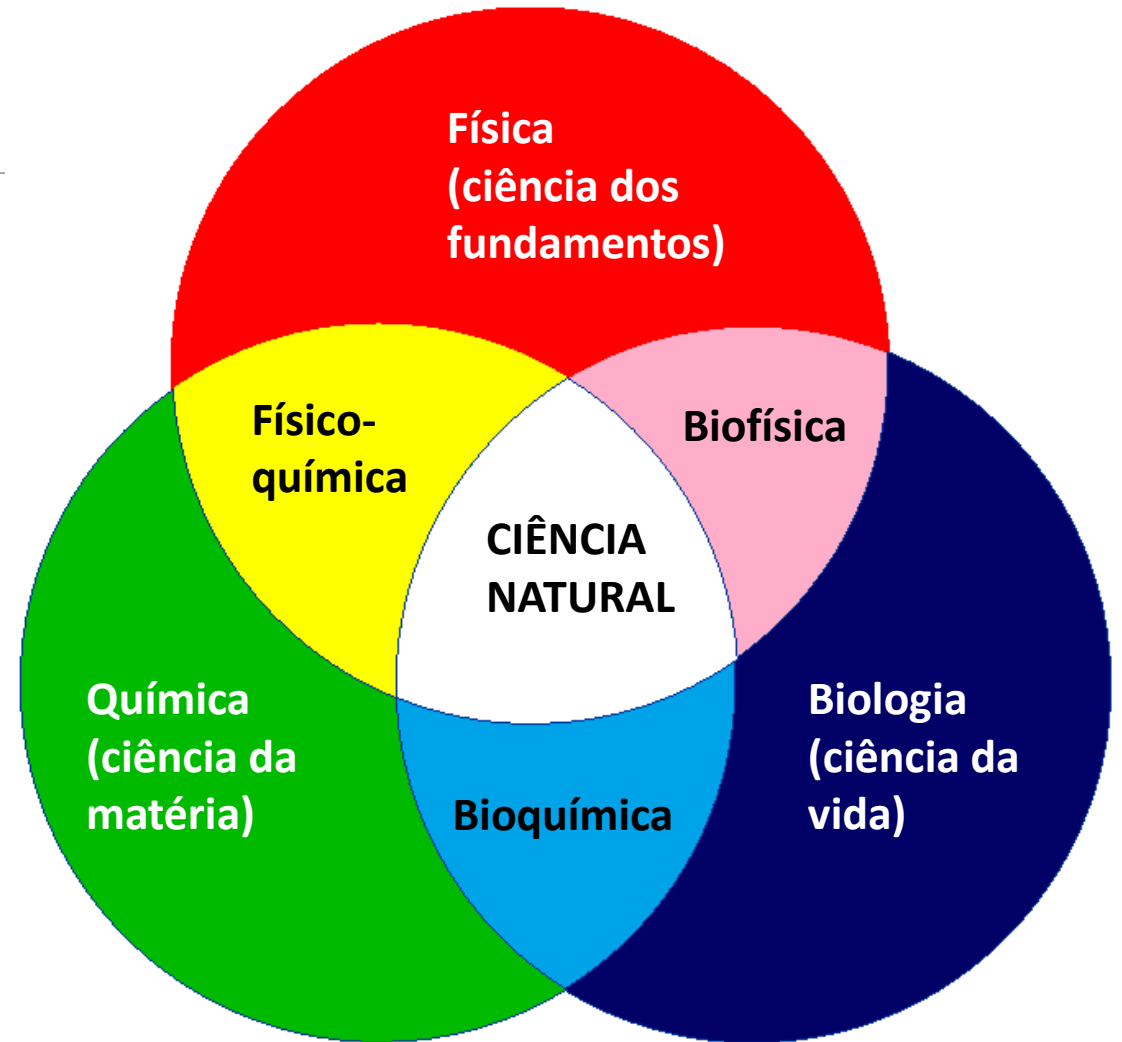 Física
(ciência dos
fundamentos)
Físico-
química
Biofísica
CIÊNCIA
NATURAL
Química
(ciência da
matéria)
Bioquímica
Biologia
(ciência da
vida)